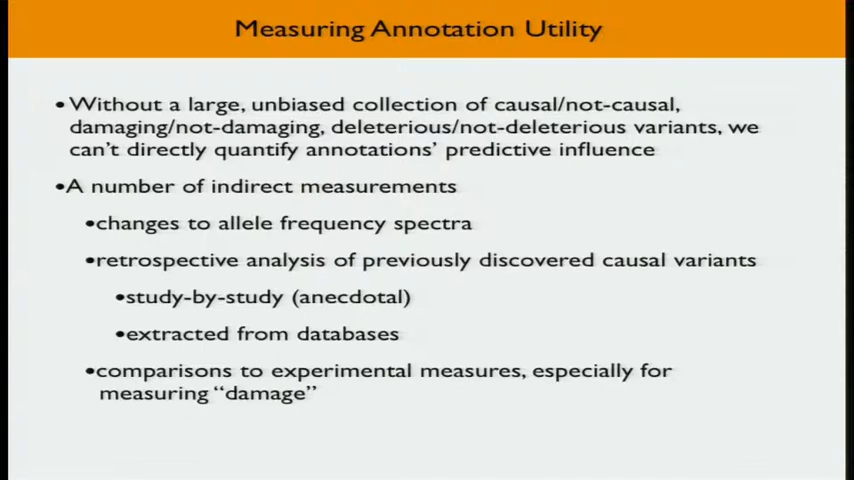 Measuring Annotation Utility
•Without a large, unbiased collection of causal/not-causal,
damaging/not-damaging, deleterious/not-deleterious variants, we
can't directly quantify annotations' predictive influence
•A number of indirect measurements
•changes to allele frequency spectra
•retrospective analysis of previously discovered causal variants
•study-by-study (anecdotal)
•extracted from databases
•comparisons to experimental measures, especially for
measuring "damage"